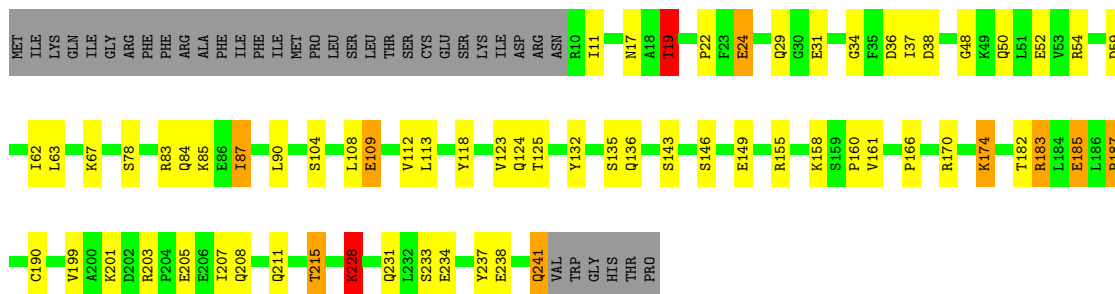 MET ILE LYS GLN ILE GLY ARG PHE PHE ARG ALA PHE ILE PHE ILE MET PRO LEU SER LEU THR SER CYS GLU SER LYS ILE ASP ARG ASN R10 I11 N17 A18 T19 P22 F23 E24 Q29 G30 E31 G34 F35 D36 I37 D38 G48 K49 Q50 L51 E52 V53 R54
I62 L63 K67 S78 R83 Q84 K85 E86 I87 L90 S104 L108 E109 V112 L113 Y118 V123 Q124 T125 Y132 S135 Q136 S143 S146 E149 R155 K158 S159 P160 V161 P166 R170 K174 T182 R183 L184 E185 L186
C190 V199 A200 K201 D202 R203 P204 E205 E206 I207 Q208 Q211 T215 K228 Q231 L232 S233 E234 Y237 E238 Q241 VAL TRP GLY HIS THR PRO